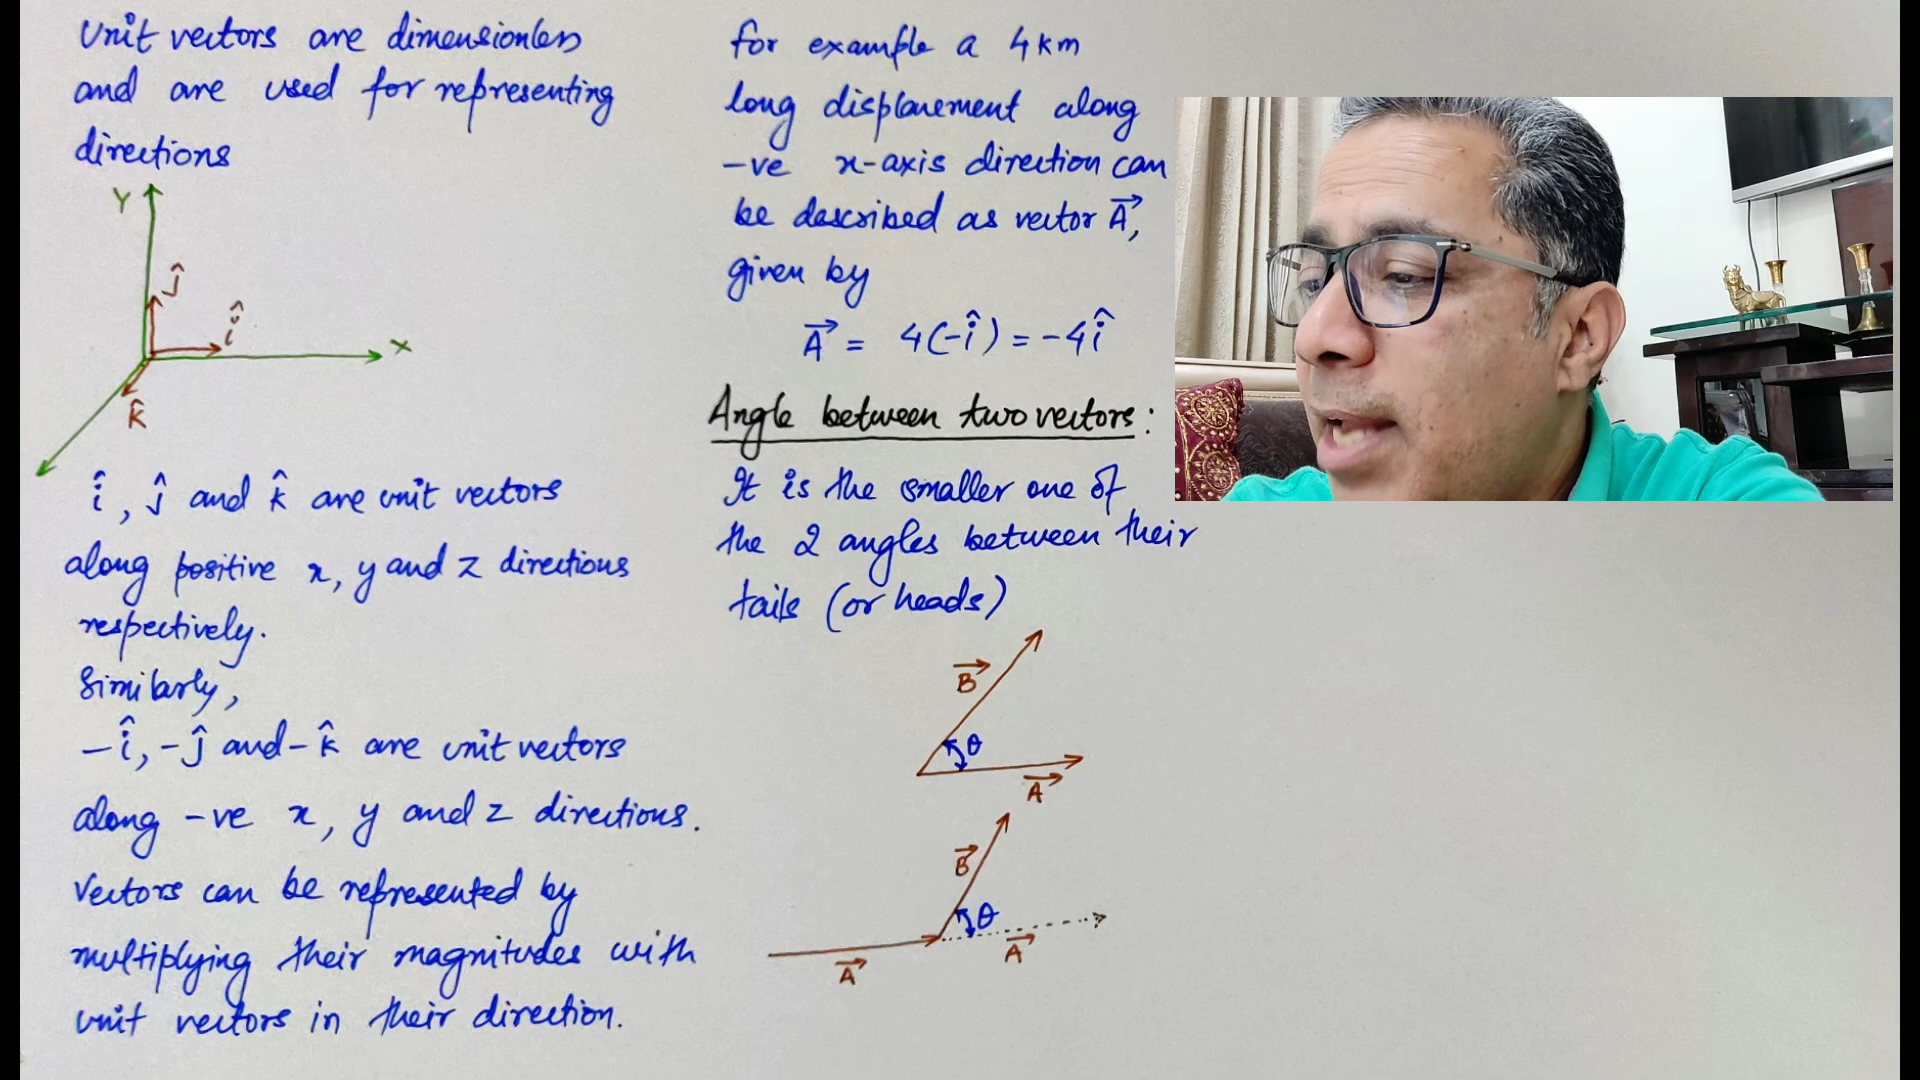 Unit vectors are dimensionless
and are used for representing
directions
Y
ĵ
î
X
k̂
î, ĵ and k̂ are unit vectors
along positive x, y and z directions
respectively.
Similarly,
-î, -ĵ and -k̂ are unit vectors
along -ve x, y and z directions.
Vectors can be represented by
multiplying their magnitudes with
unit vectors in their direction.
for example a 4 km
long displacement along
-ve x-axis direction can
be described as vector A⃗,
given by
A⃗ = 4(-î) = -4î
Angle between two vectors:
It is the smaller one of
the 2 angles between their
tails (or heads)
B⃗
θ
A⃗
B⃗
θ
A⃗
A⃗